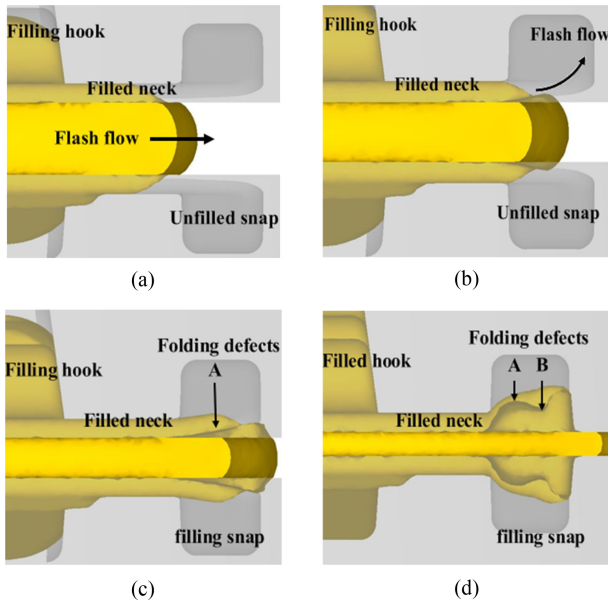 Filling hook
Filled neck
Flash flow
Unfilled snap
(a)
Filling hook
Flash flow
Filled neck
Unfilled snap
(b)
Folding defects
A
Filling hook
Filled neck
filling snap
(c)
Folding defects
A B
Filled hook
Filled neck
filling snap
(d)